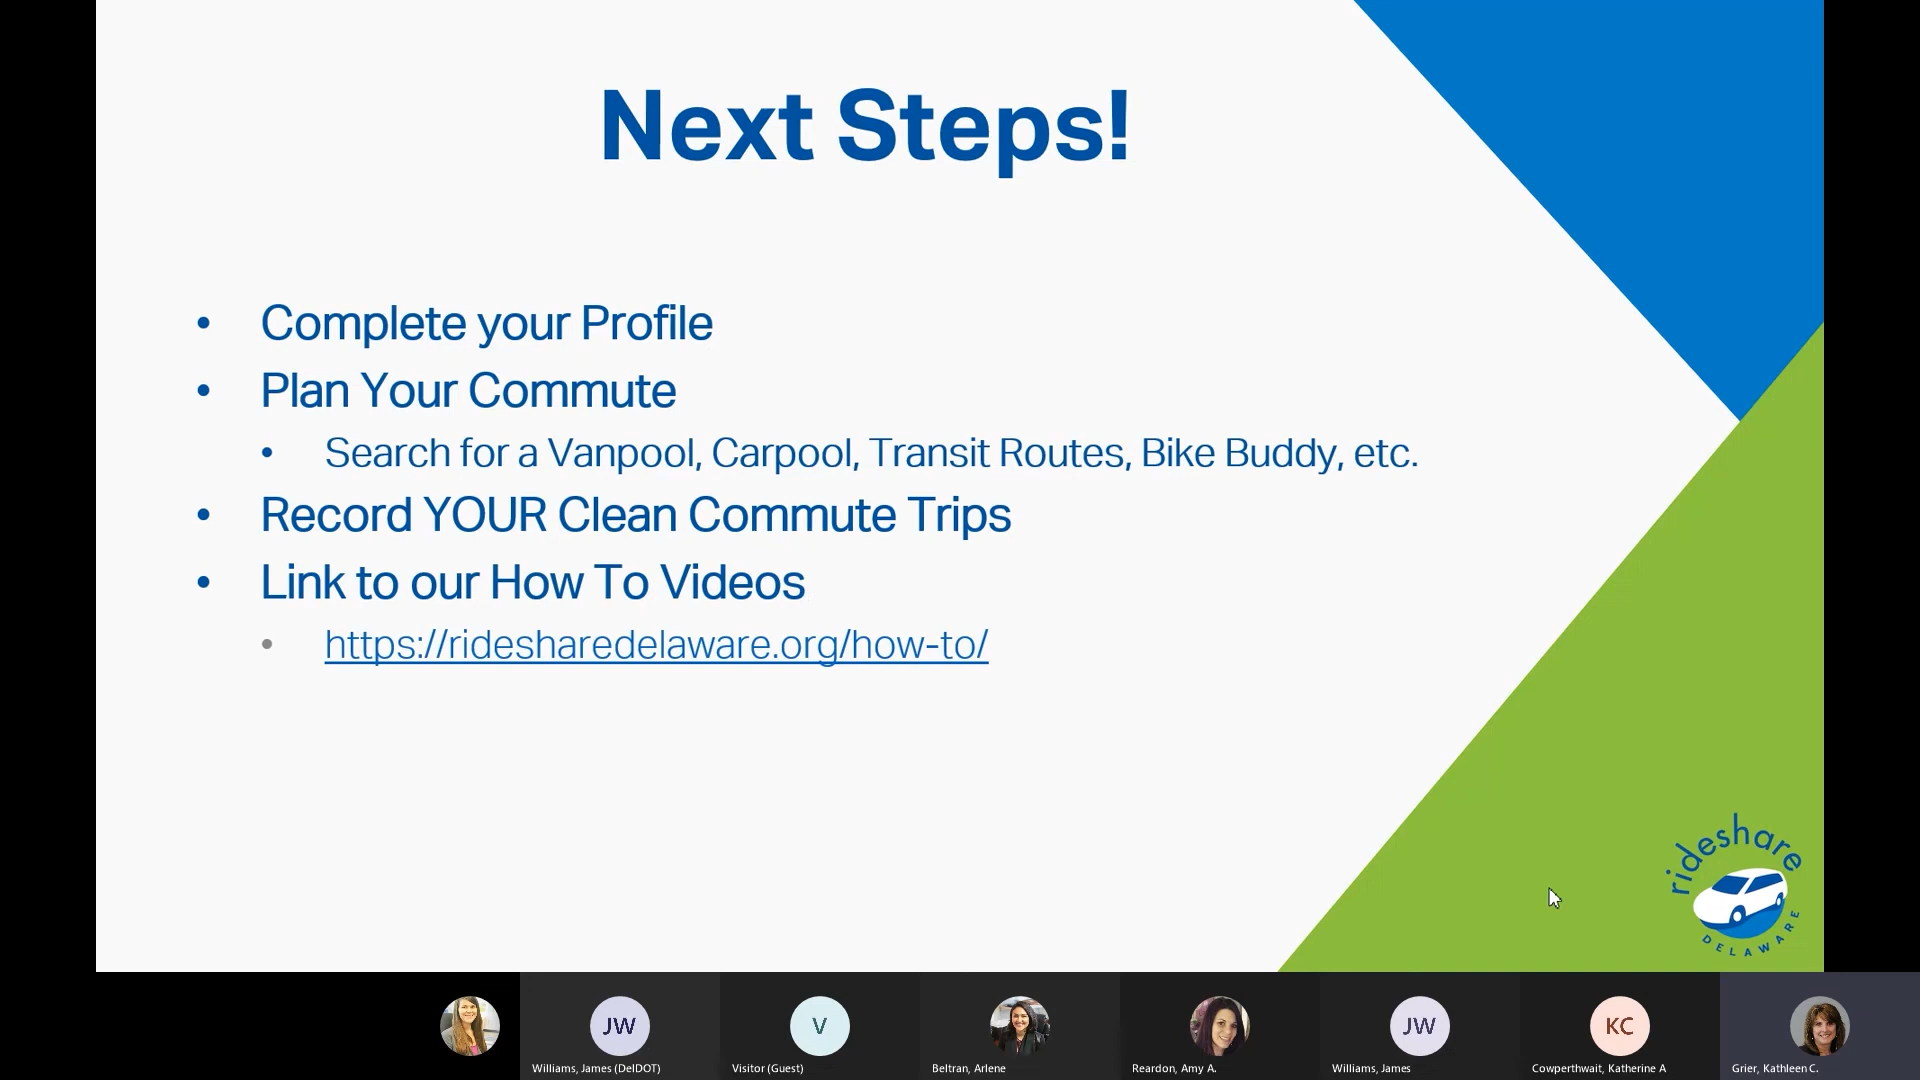 Next Steps!
• Complete your Profile
• Plan Your Commute
• Search for a Vanpool, Carpool, Transit Routes, Bike Buddy, etc.
• Record YOUR Clean Commute Trips
• Link to our How To Videos
• https://ridesharedelaware.org/how-to/
rideshare
DELAWARE
JW
V
JW
KC
Williams, James (DelDOT)
Visitor (Guest)
Beltran, Arlene
Reardon, Amy A.
Williams, James
Cowperthwait, Katherine A
Grier, Kathleen C.